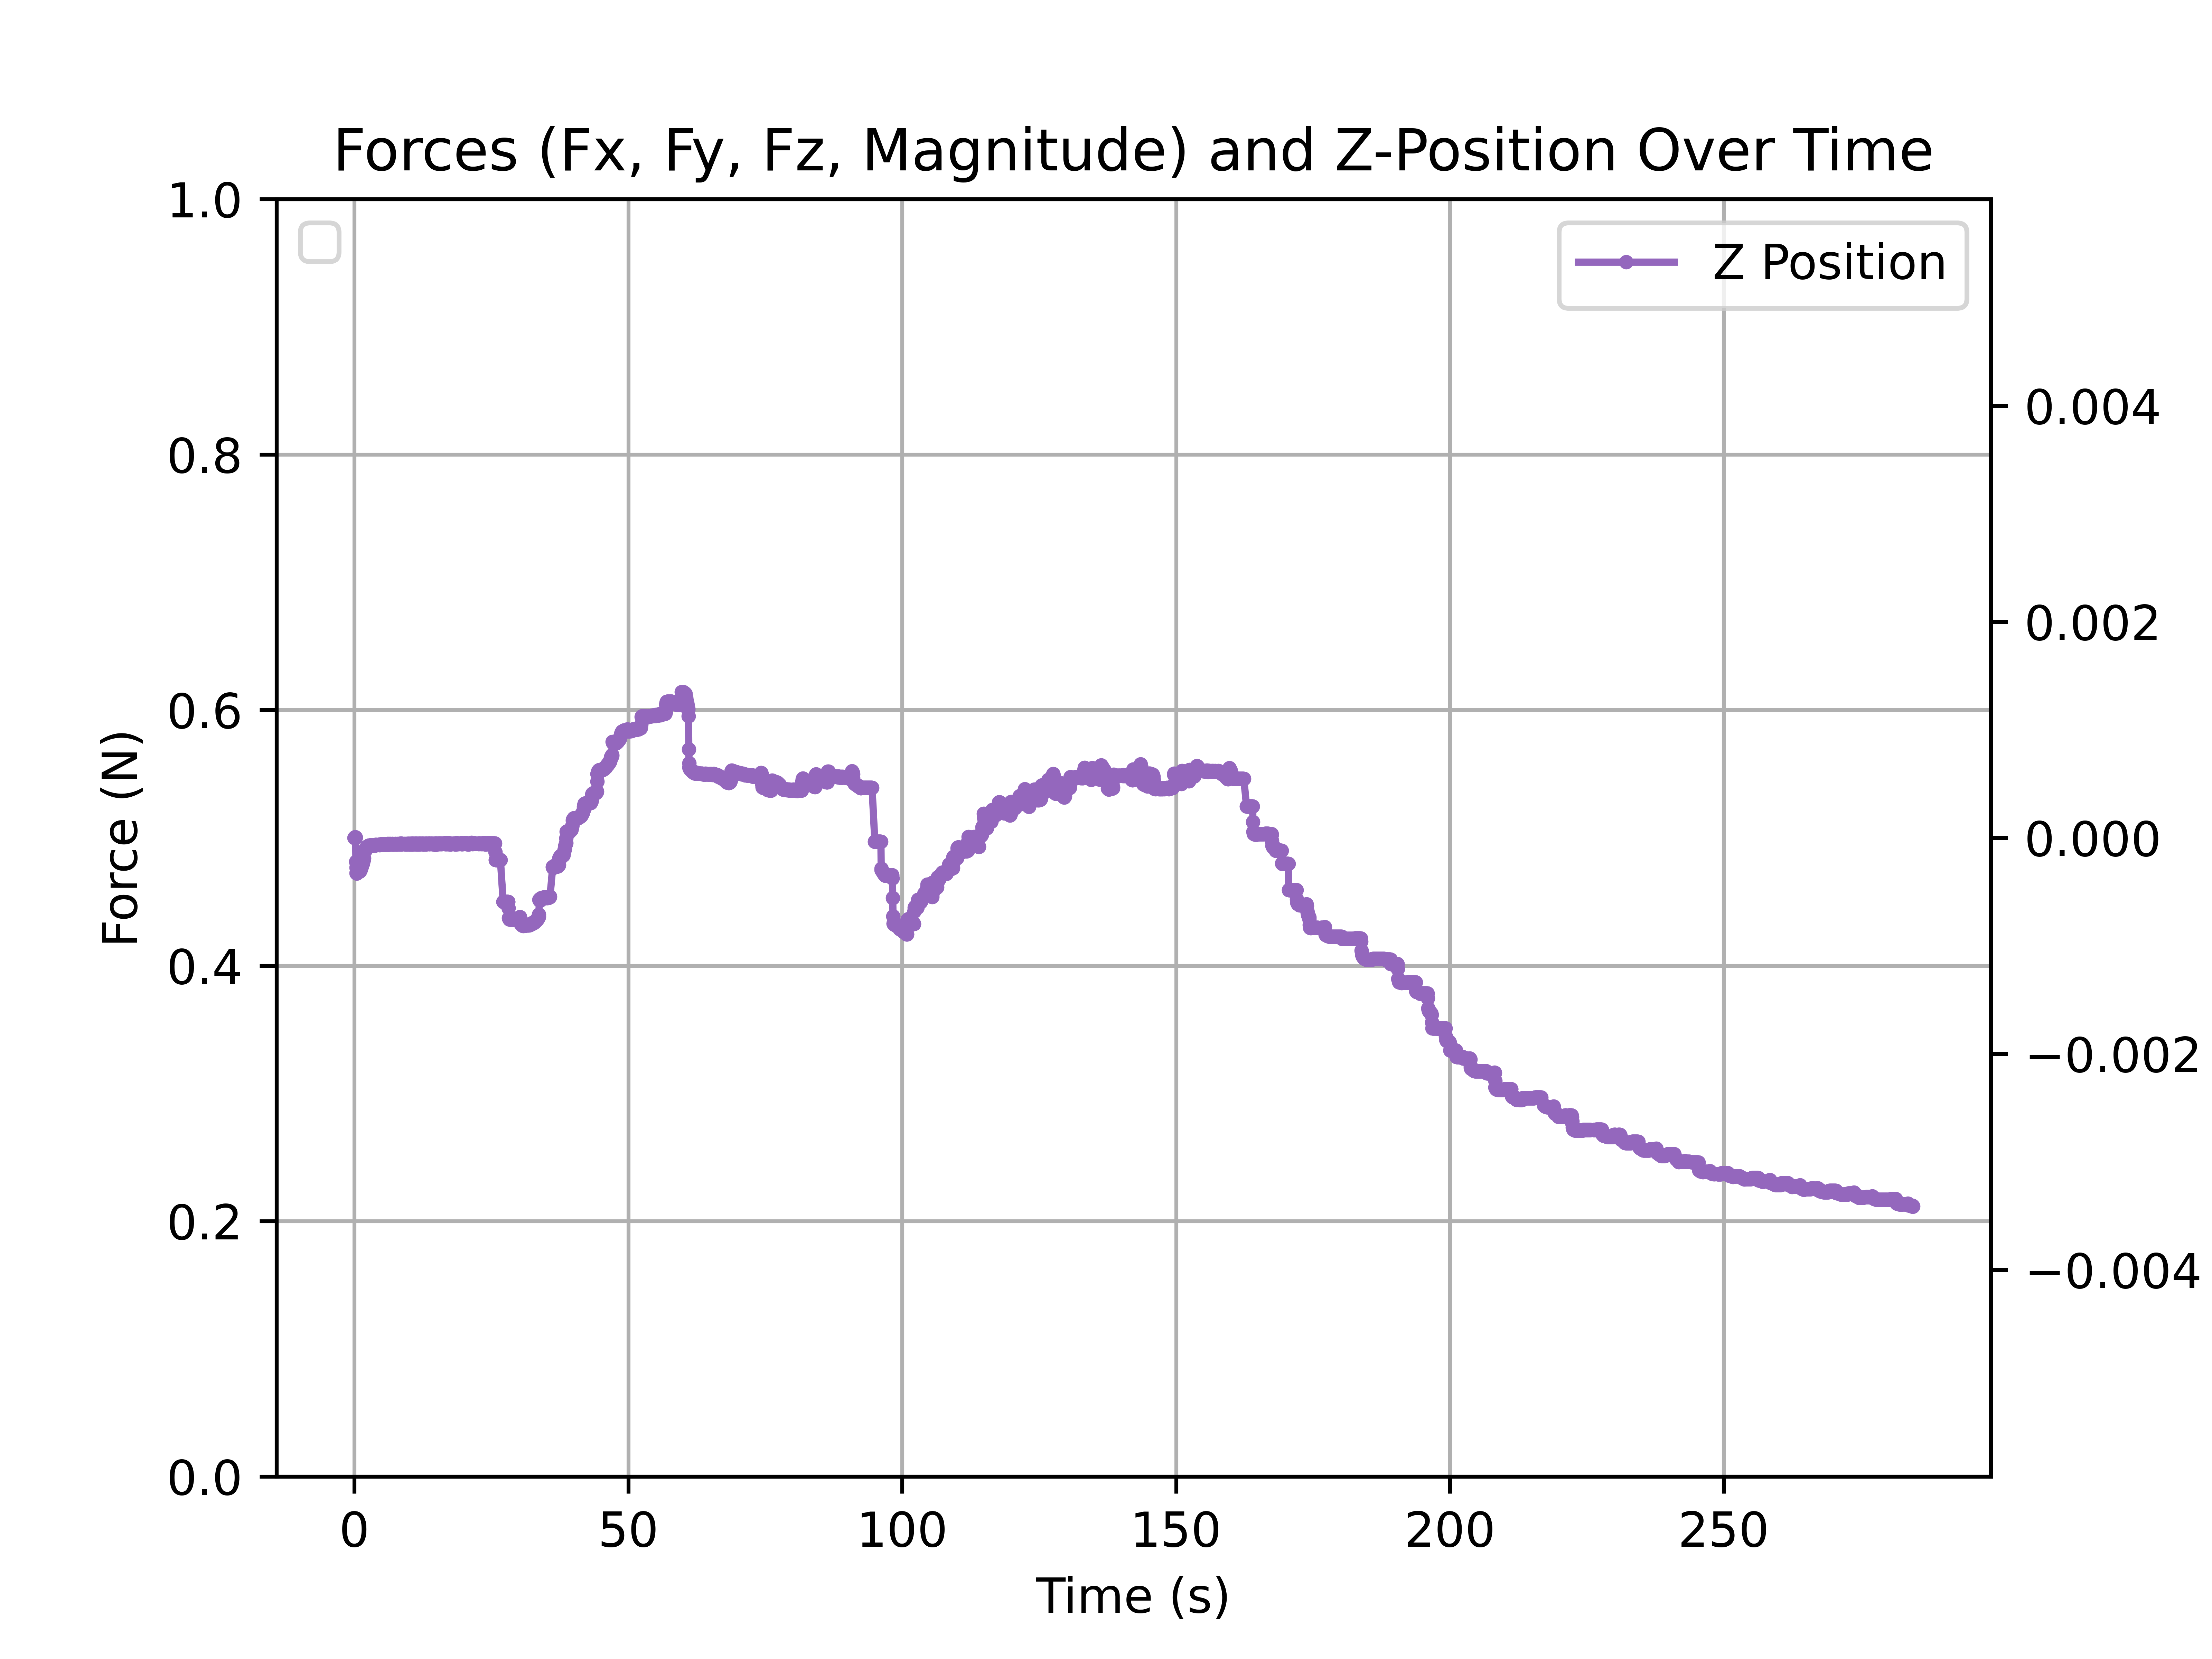 Forces (Fx, Fy, Fz, Magnitude) and Z-Position Over Time
Z Position
1.0
0.8
0.6
0.4
0.2
0.0
Force (N)
0.004
0.002
0.000
−0.002
−0.004
0 50 100 150 200 250
Time (s)